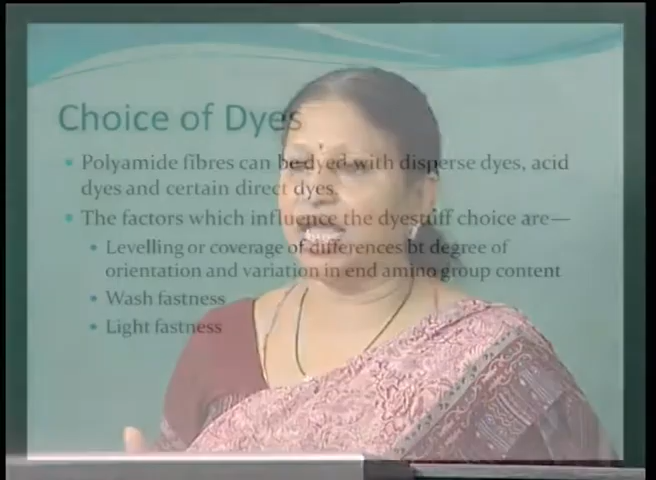 Choice of Dyes
• Polyamide fibres can be dyed with disperse dyes, acid
dyes and certain direct dyes.
• The factors which influence the dyestuff choice are—
• Levelling or coverage of differences bt degree of
orientation and variation in end amino group content
• Wash fastness
• Light fastness